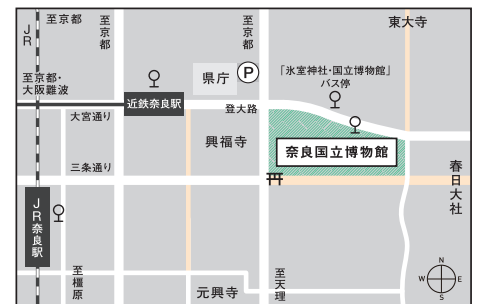 JR
至京都
至京都
至京都
東大寺
至京都・
大阪難波
県庁
P
「氷室神社・国立博物館」
バス停
近鉄奈良駅
登大路
大宮通り
興福寺
奈良国立博物館
三条通り
春日大社
JR奈良駅
至橿原
元興寺
至天理
N
W
E
S